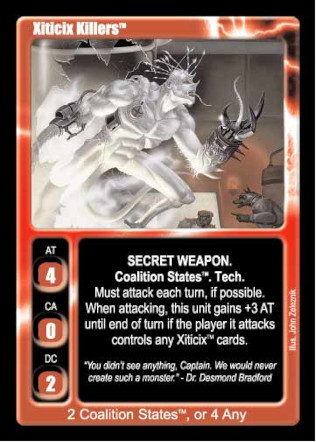 Xiticix Killers™
AT
4
CA
0
DC
2
SECRET WEAPON.
Coalition States™. Tech.
Must attack each turn, if possible.
When attacking, this unit gains +3 AT
until end of turn if the player it attacks
controls any Xiticix™ cards.
"You didn't see anything, Captain. We would never
create such a monster." - Dr. Desmond Bradford
Illus. John Zeleznik
2 Coalition States™, or 4 Any